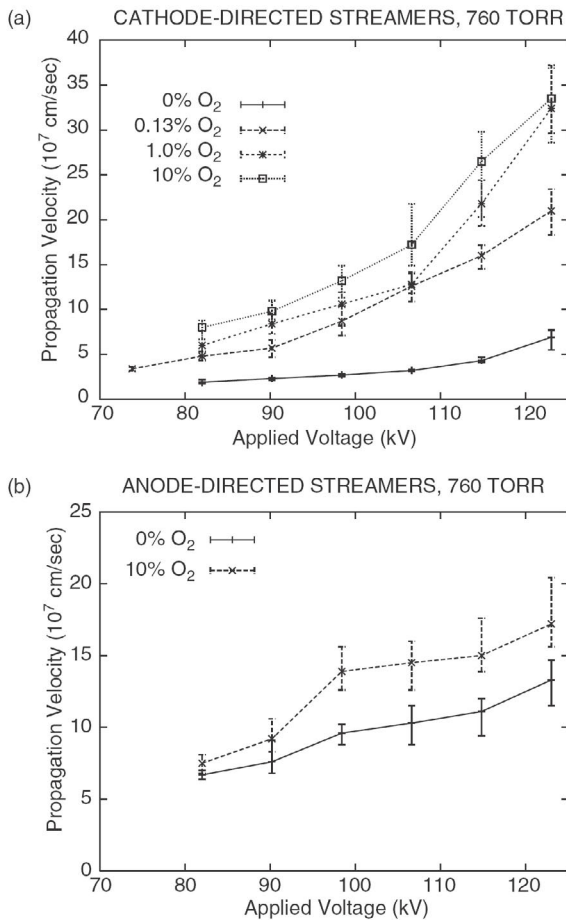 (a) CATHODE-DIRECTED STREAMERS, 760 TORR
40
35
30
25
20
15
10
5
0
Propagation Velocity (10⁷ cm/sec)
0% O₂
0.13% O₂
1.0% O₂
10% O₂
70 80 90 100 110 120
Applied Voltage (kV)
(b) ANODE-DIRECTED STREAMERS, 760 TORR
25
20
15
10
5
0
Propagation Velocity (10⁷ cm/sec)
0% O₂
10% O₂
70 80 90 100 110 120
Applied Voltage (kV)